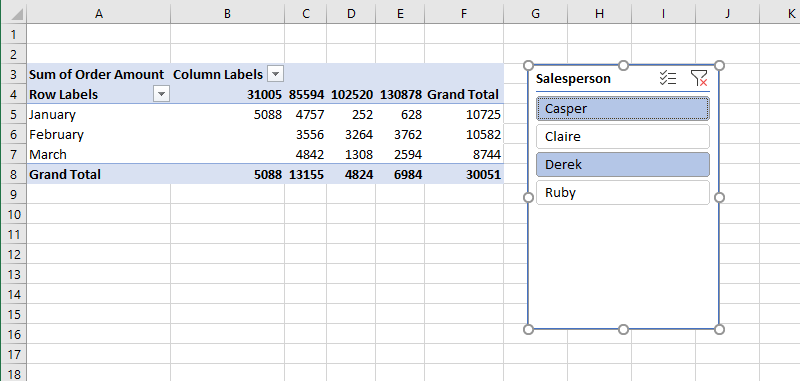 A B C D E F G H I J K
1
2
3 Sum of Order Amount Column Labels
4 Row Labels 31005 85594 102520 130878 Grand Total
5 January 5088 4757 252 628 10725
6 February 3556 3264 3762 10582
7 March 4842 1308 2594 8744
8 Grand Total 5088 13155 4824 6984 30051
9
10
11
12
13
14
15
16
17
18
Salesperson
Casper
Claire
Derek
Ruby